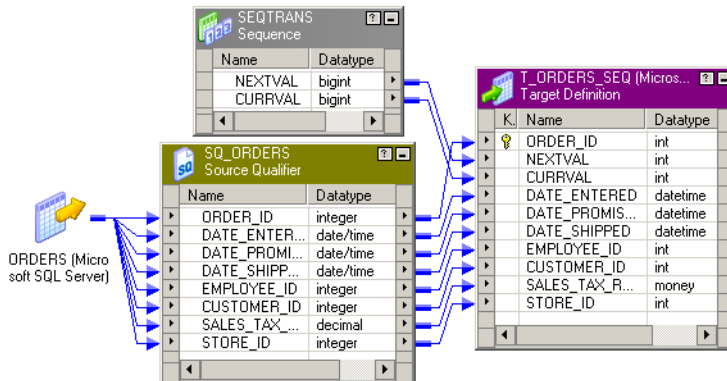 SEQTRANS
Sequence
Name Datatype
NEXTVAL bigint
CURRVAL bigint
T_ORDERS_SEQ (Micros...
Target Definition
K. Name Datatype
ORDER_ID int
NEXTVAL int
CURRVAL int
DATE_ENTERED datetime
DATE_PROMIS... datetime
DATE_SHIPPED datetime
EMPLOYEE_ID int
CUSTOMER_ID int
SALES_TAX_R... money
STORE_ID int
SQ_ORDERS
Source Qualifier
Name Datatype
ORDER_ID integer
DATE_ENTER... date/time
DATE_PROMI... date/time
DATE_SHIPP... date/time
EMPLOYEE_ID integer
CUSTOMER_ID integer
SALES_TAX_... decimal
STORE_ID integer
ORDERS (Micro
soft SQL Server)